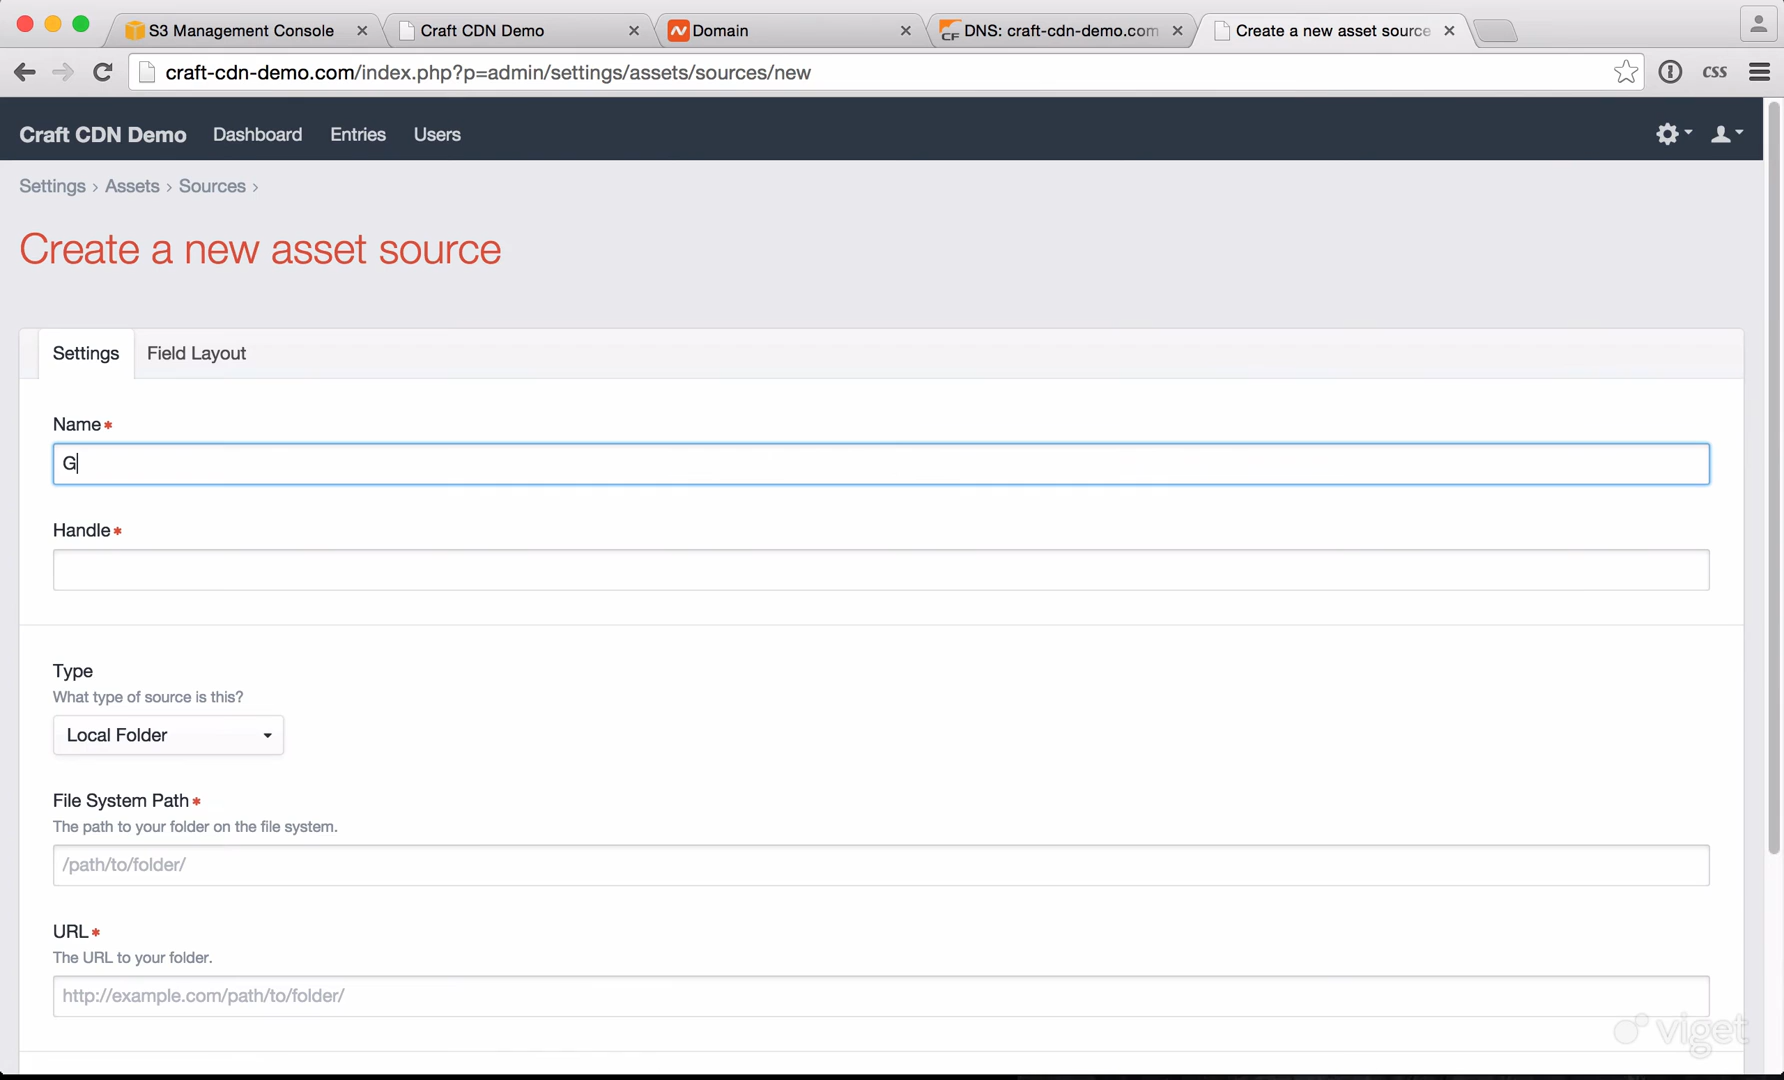 S3 Management Console
Craft CDN Demo
Domain
DNS: craft-cdn-demo.com
Create a new asset source
craft-cdn-demo.com/index.php?p=admin/settings/assets/sources/new
CSS
Craft CDN Demo Dashboard Entries Users
Settings › Assets › Sources ›
Create a new asset source
Settings Field Layout
Name*
G
Handle*
Type
What type of source is this?
Local Folder
File System Path*
The path to your folder on the file system.
/path/to/folder/
URL*
The URL to your folder.
http://example.com/path/to/folder/
viget